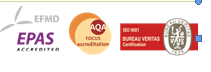 EFMD
EPAS
ACCREDITED
AQA
FOCUS
accreditation
ISO 9001
BUREAU VERITAS
Certification